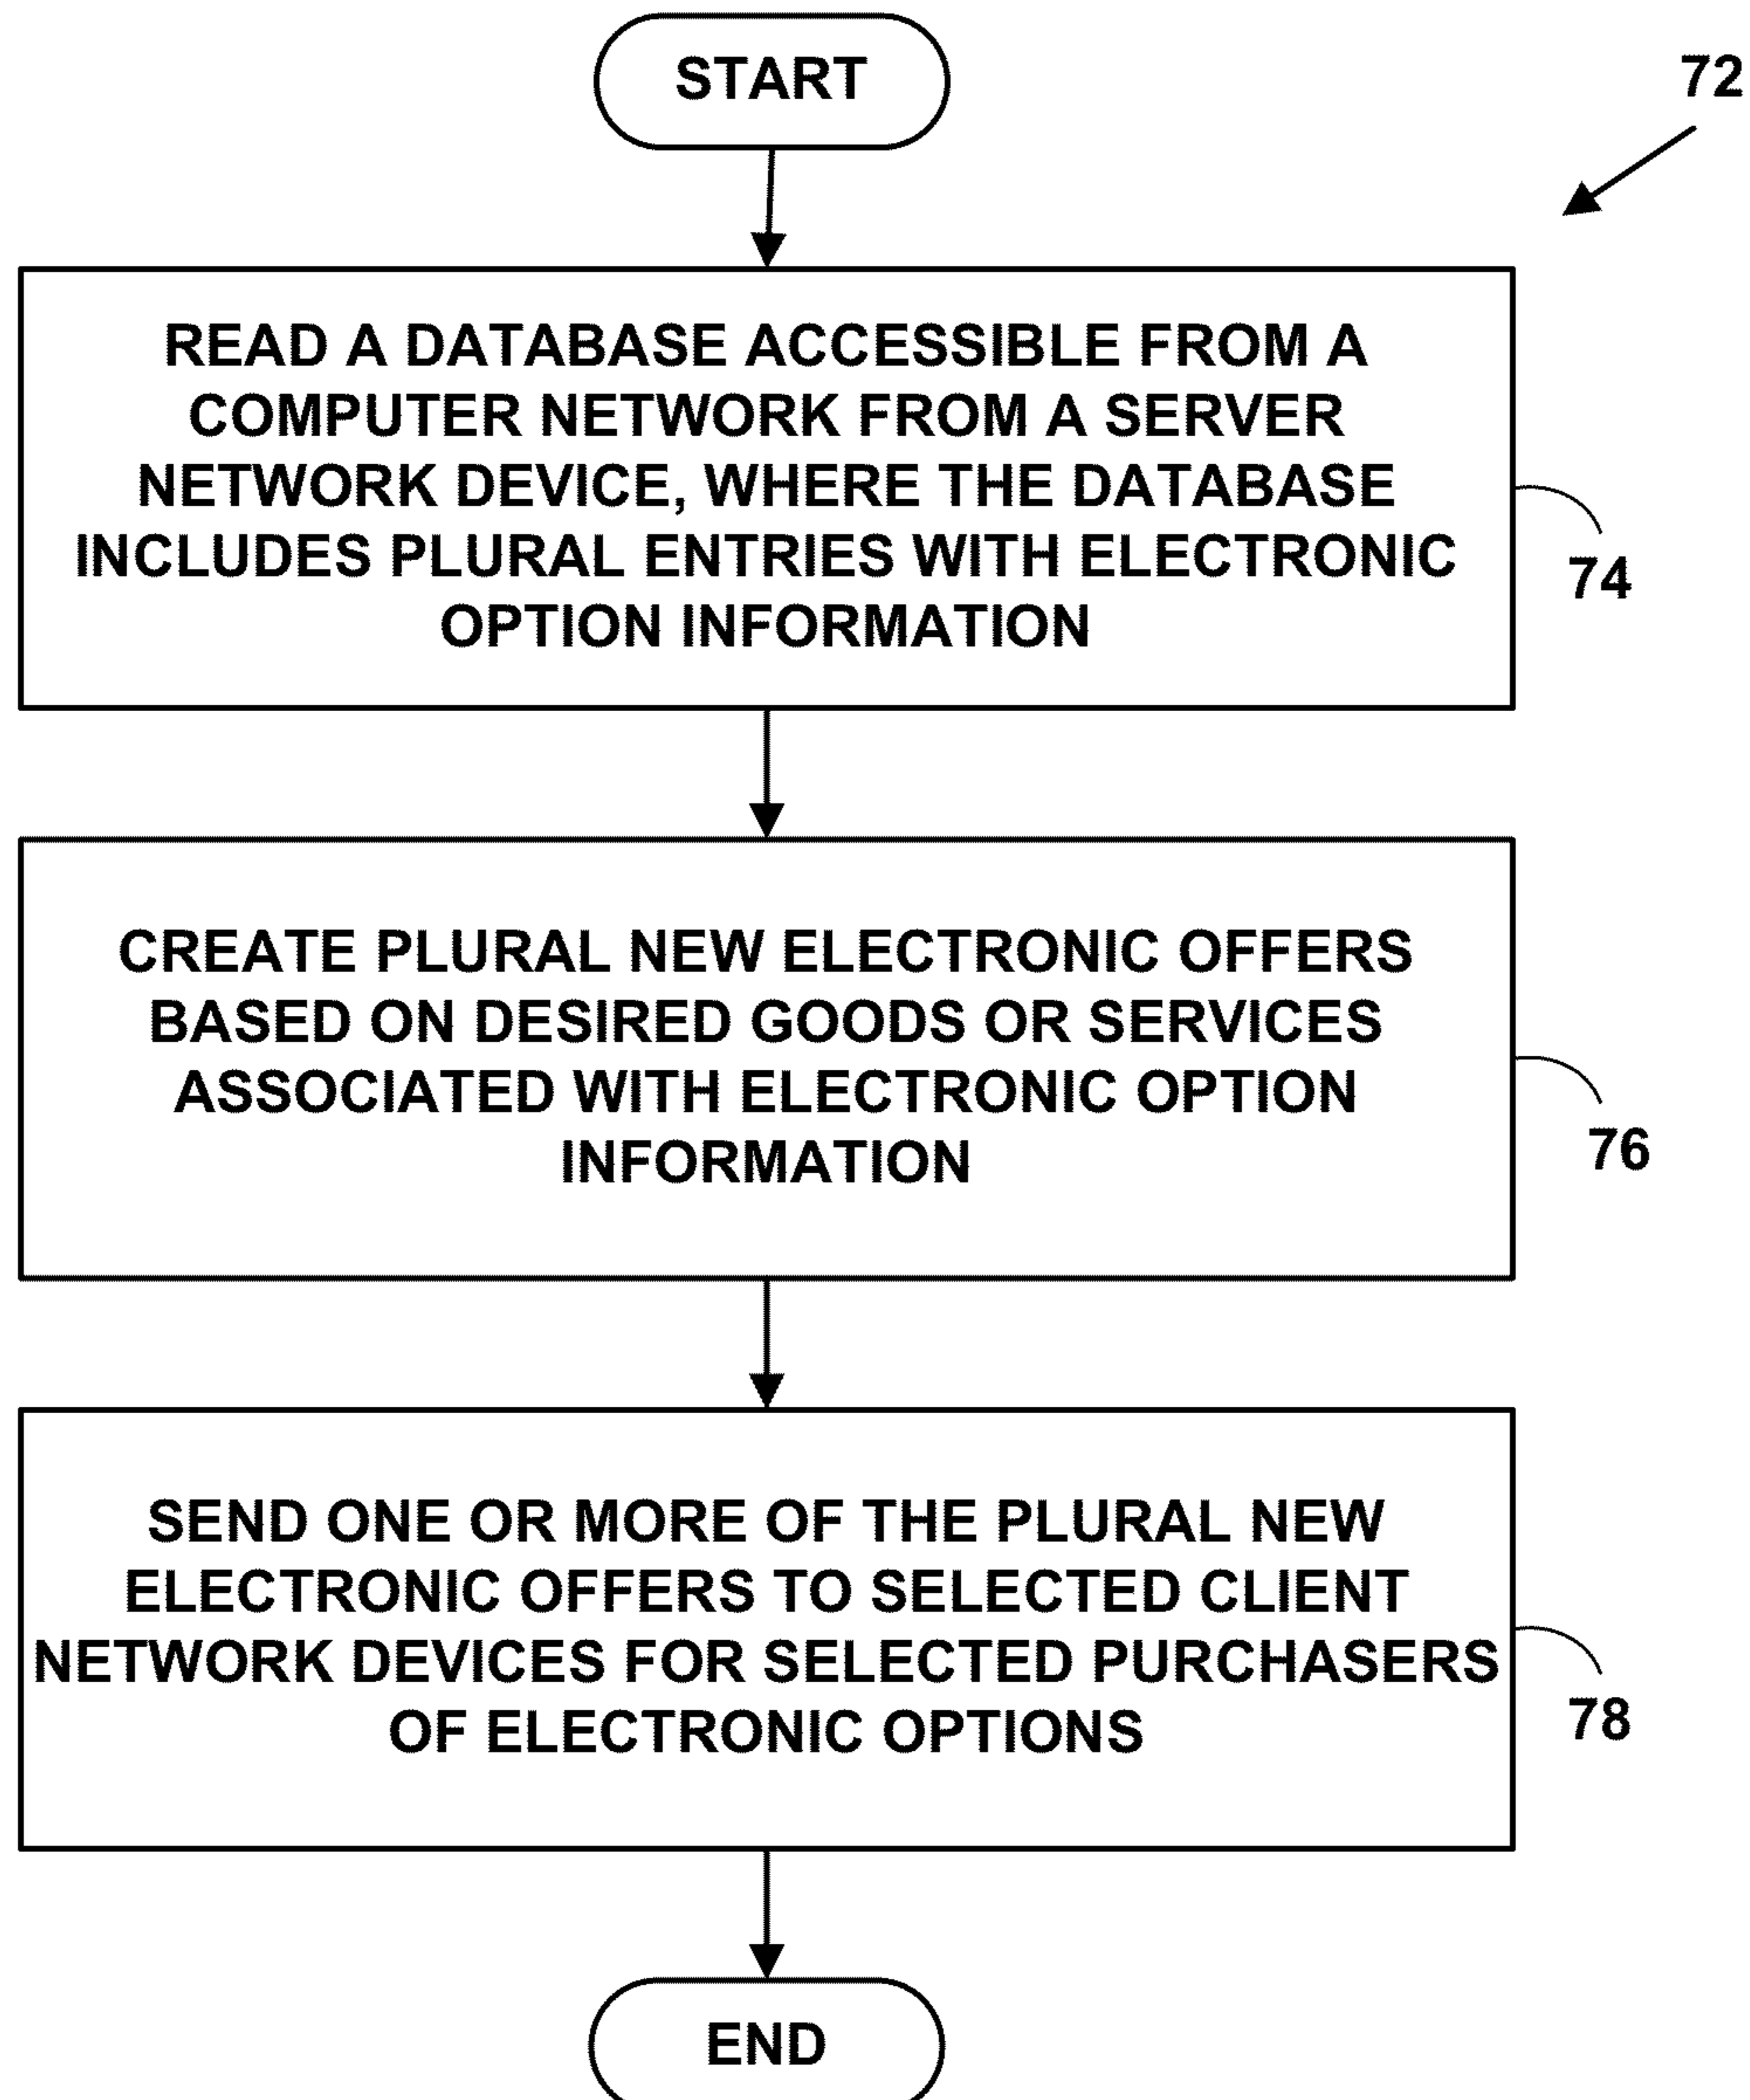 START
72
READ A DATABASE ACCESSIBLE FROM A
COMPUTER NETWORK FROM A SERVER
NETWORK DEVICE, WHERE THE DATABASE
INCLUDES PLURAL ENTRIES WITH ELECTRONIC
OPTION INFORMATION
74
CREATE PLURAL NEW ELECTRONIC OFFERS
BASED ON DESIRED GOODS OR SERVICES
ASSOCIATED WITH ELECTRONIC OPTION
INFORMATION
76
SEND ONE OR MORE OF THE PLURAL NEW
ELECTRONIC OFFERS TO SELECTED CLIENT
NETWORK DEVICES FOR SELECTED PURCHASERS
OF ELECTRONIC OPTIONS
78
END